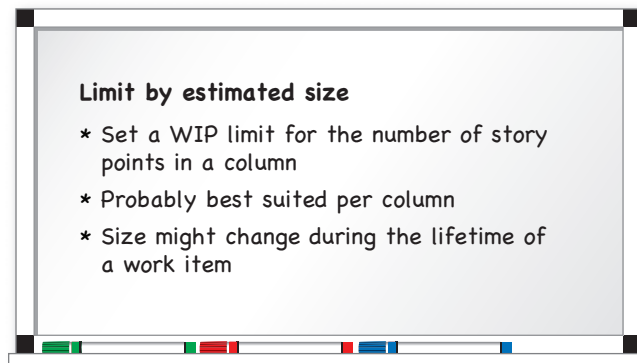 Limit by estimated size
* Set a WIP limit for the number of story
points in a column
* Probably best suited per column
* Size might change during the lifetime of
a work item